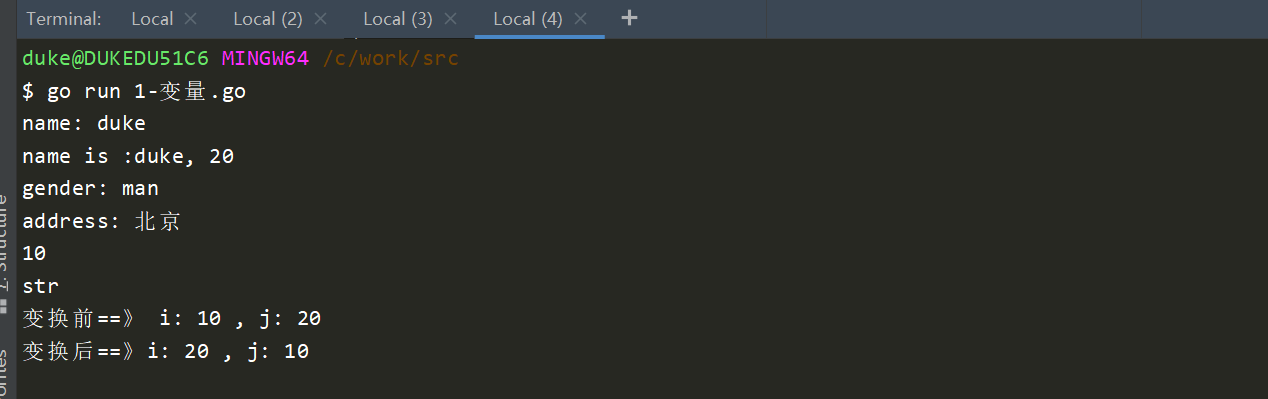 Terminal: Local Local (2) Local (3) Local (4)
duke@DUKEDU51C6 MINGW64 /c/work/src
$ go run 1-变量.go
name: duke
name is :duke, 20
gender: man
address: 北京
10
str
变换前==》 i: 10 , j: 20
变换后==》i: 20 , j: 10
Z: Structure